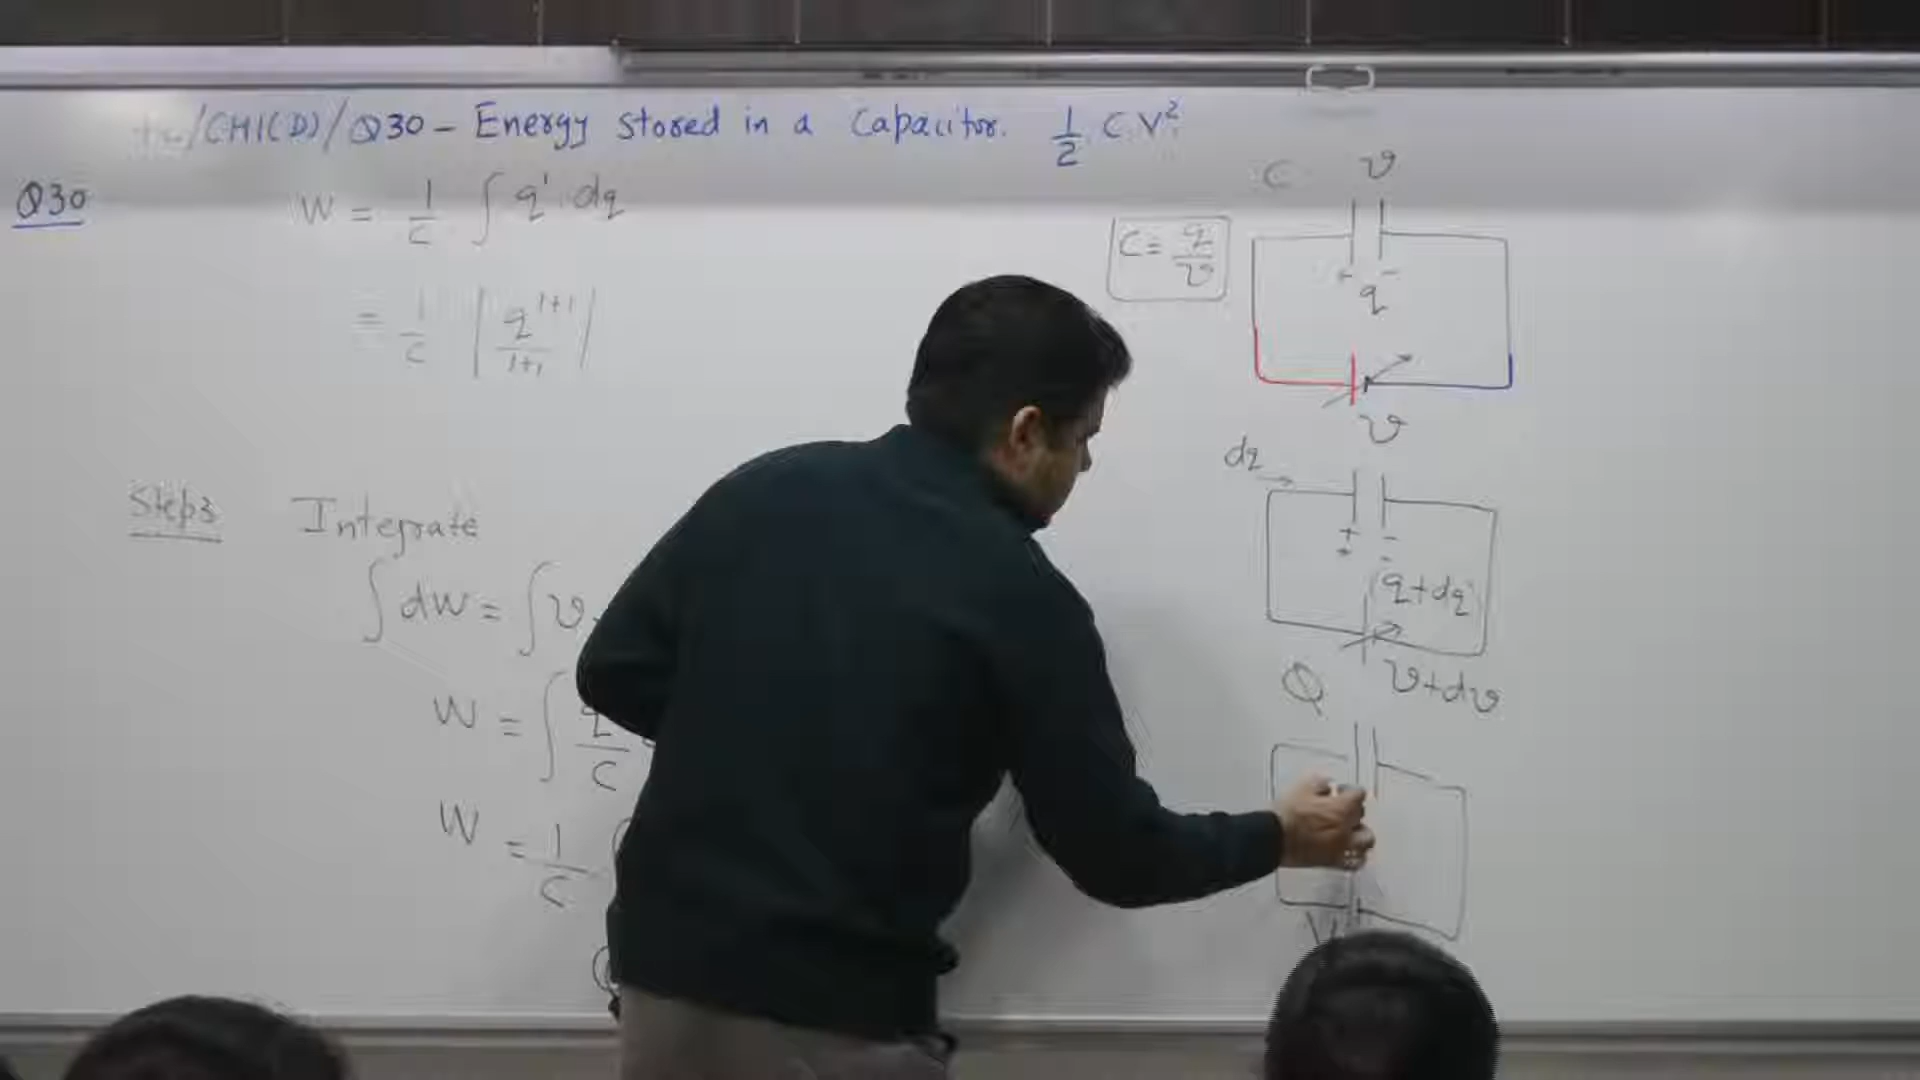 /CH1(D)/Q30 - Energy stored in a Capacitor. 1/2 C.V²
Q30
W = 1/C ∫ q¹ . dq
= 1/C | q^(1+1) / 1+1 |
Step3 Integrate
∫ dW = ∫ v
W = ∫ q/C
W = 1/C
C = q/v
C v
+ -
q
v
dq →
+ -
+ -
(q+dq)
v+dv
Q
V